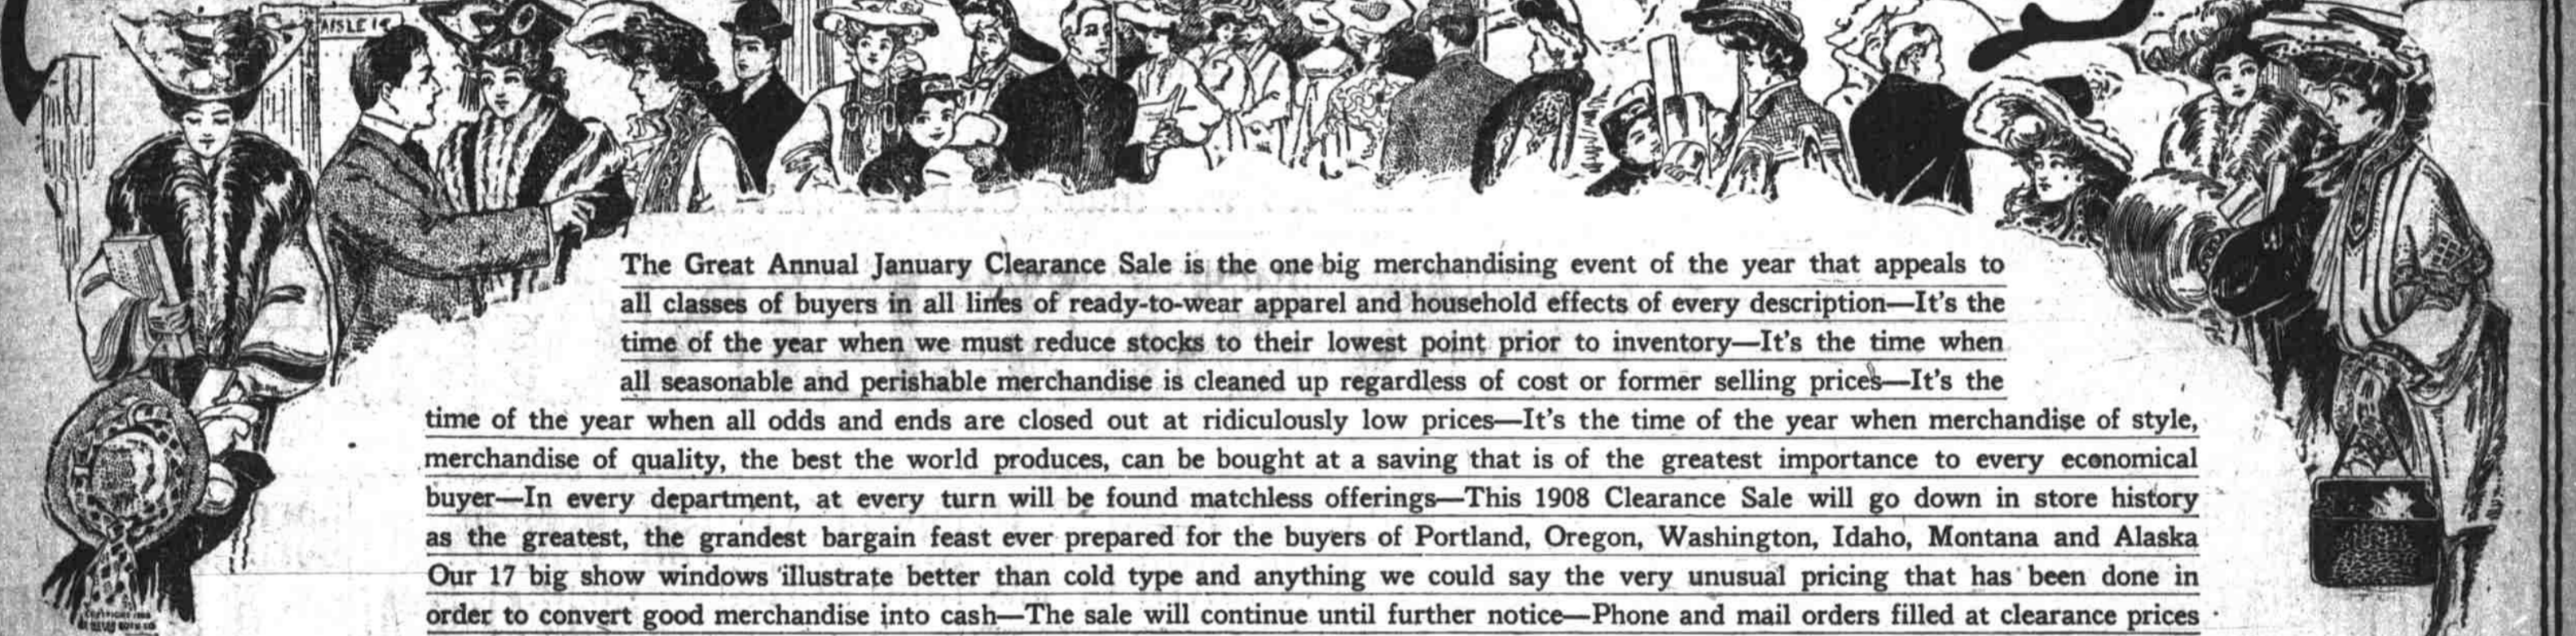 AISLE
The Great Annual January Clearance Sale is the one big merchandising event of the year that appeals to
all classes of buyers in all lines of ready-to-wear apparel and household effects of every description—It's the
time of the year when we must reduce stocks to their lowest point prior to inventory—It's the time when
all seasonable and perishable merchandise is cleaned up regardless of cost or former selling prices—It's the
time of the year when all odds and ends are closed out at ridiculously low prices—It's the time of the year when merchandise of style,
merchandise of quality, the best the world produces, can be bought at a saving that is of the greatest importance to every economical
buyer—In every department, at every turn will be found matchless offerings—This 1908 Clearance Sale will go down in store history
as the greatest, the grandest bargain feast ever prepared for the buyers of Portland, Oregon, Washington, Idaho, Montana and Alaska
Our 17 big show windows illustrate better than cold type and anything we could say the very unusual pricing that has been done in
order to convert good merchandise into cash—The sale will continue until further notice—Phone and mail orders filled at clearance prices
COPYRIGHT